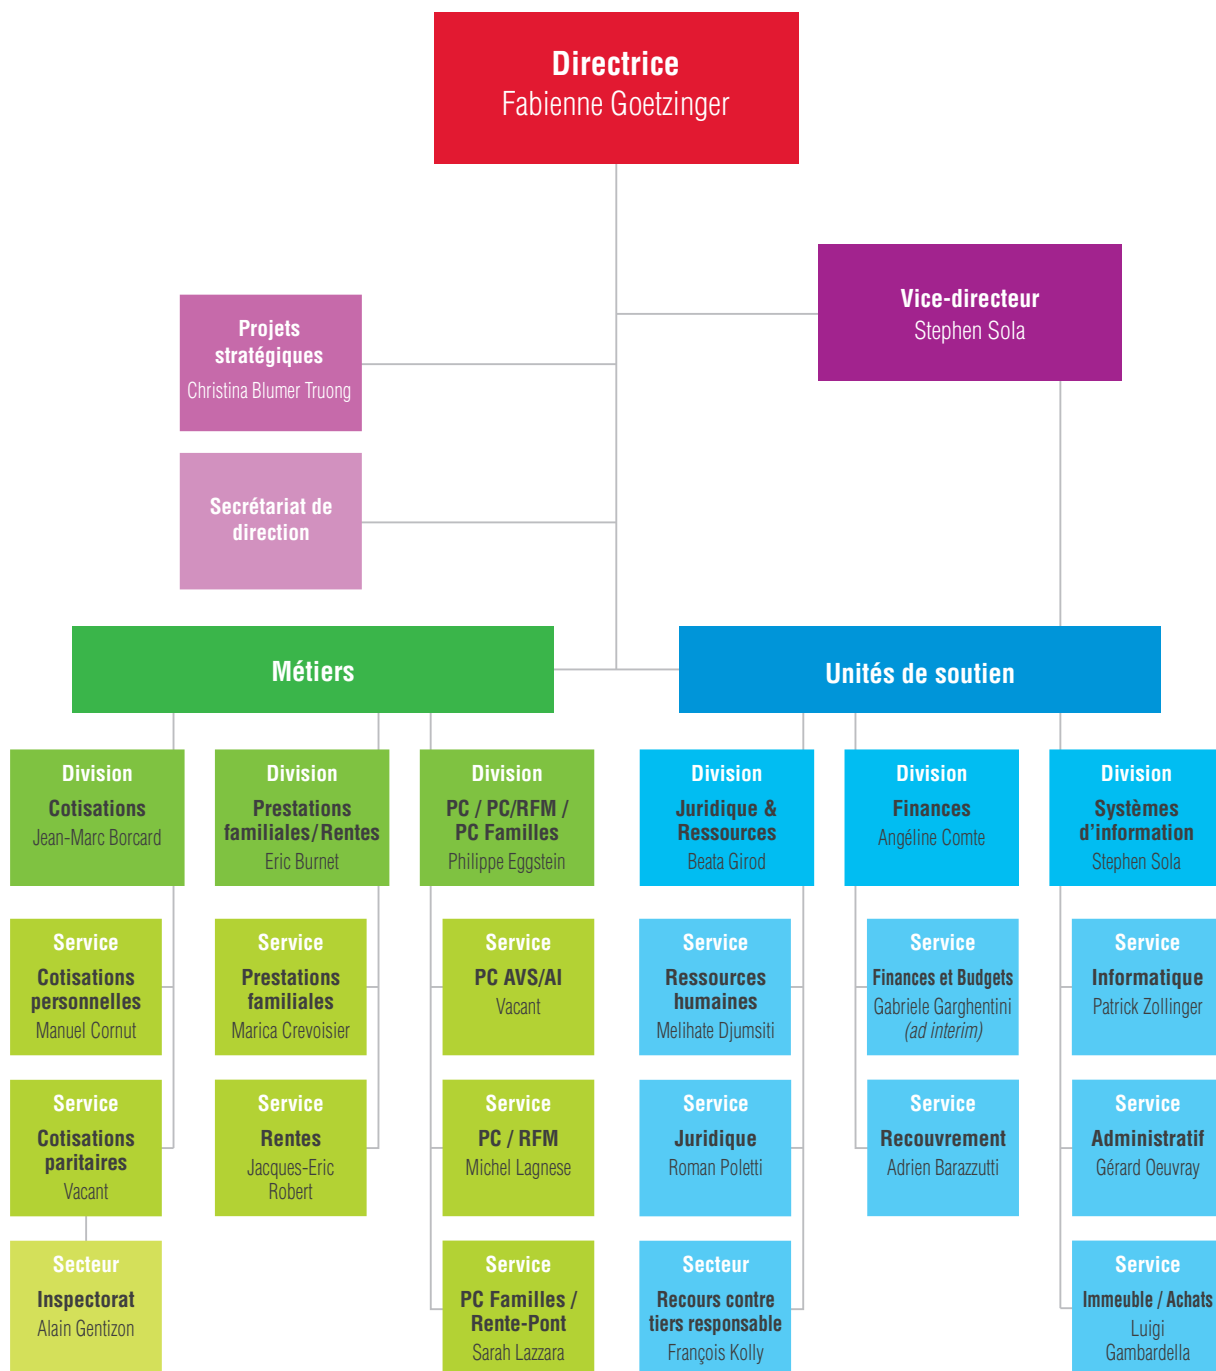 Directrice
Fabienne Goetzinger
Vice-directeur
Stephen Sola
Projets
stratégiques
Christina Blumer Truong
Secrétariat de
direction
Métiers
Unités de soutien
Division
Cotisations
Jean-Marc Borcard
Division
Prestations
familiales/Rentes
Eric Burnet
Division
PC / PC/RFM /
PC Familles
Philippe Eggstein
Division
Juridique &
Ressources
Beata Girod
Division
Finances
Angéline Comte
Division
Systèmes
d'information
Stephen Sola
Service
Cotisations
personnelles
Manuel Cornut
Service
Prestations
familiales
Marica Crevoisier
Service
PC AVS/AI
Vacant
Service
Ressources
humaines
Melihate Djumsiti
Service
Finances et Budgets
Gabriele Garghentini
(ad interim)
Service
Informatique
Patrick Zollinger
Service
Cotisations
paritaires
Vacant
Service
Rentes
Jacques-Eric
Robert
Service
PC / RFM
Michel Lagnese
Service
Juridique
Roman Poletti
Service
Recouvrement
Adrien Barazzutti
Service
Administratif
Gérard Oeuvray
Secteur
Inspectorat
Alain Gentizon
Service
PC Familles /
Rente-Pont
Sarah Lazzara
Secteur
Recours contre
tiers responsable
François Kolly
Service
Immeuble / Achats
Luigi
Gambardella